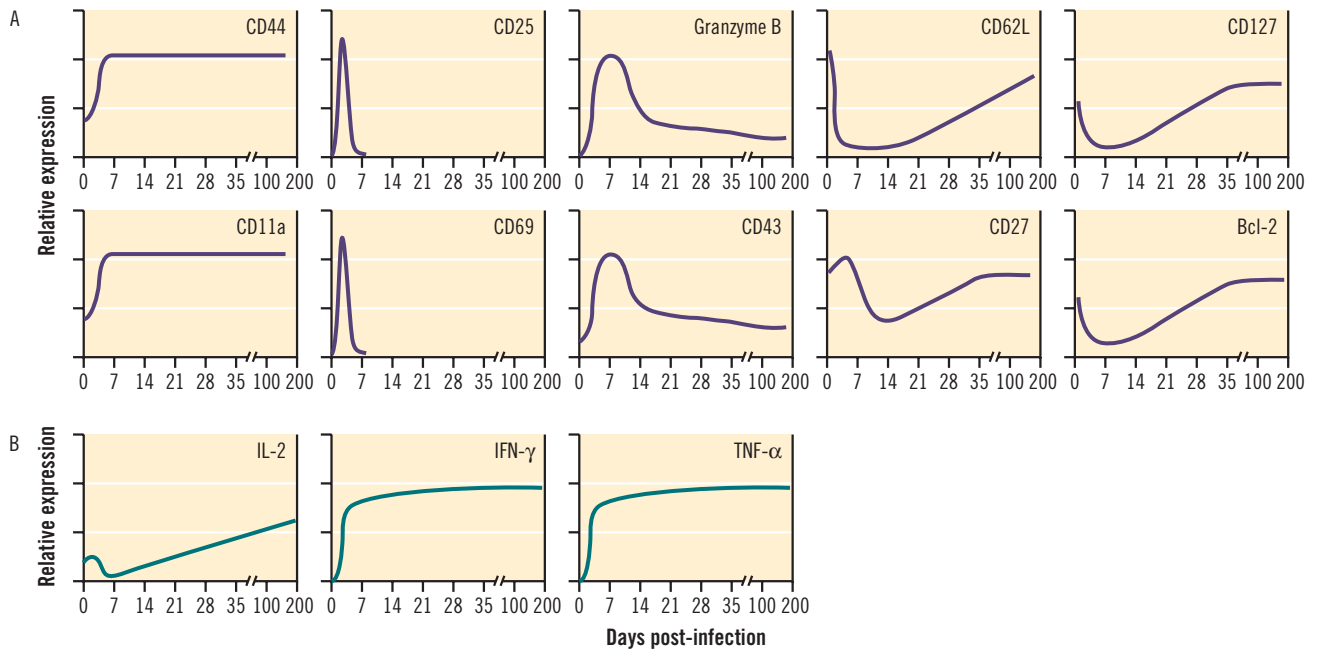 A
CD44
CD25
Granzyme B
CD62L
CD127
Relative expression
0 7 14 21 28 35 100 200
0 7 14 21 28 35 100 200
0 7 14 21 28 35 100 200
0 7 14 21 28 35 100 200
0 7 14 21 28 35 100 200
CD11a
CD69
CD43
CD27
Bcl-2
0 7 14 21 28 35 100 200
0 7 14 21 28 35 100 200
0 7 14 21 28 35 100 200
0 7 14 21 28 35 100 200
0 7 14 21 28 35 100 200
B
IL-2
IFN-γ
TNF-α
Relative expression
0 7 14 21 28 35 100 200
0 7 14 21 28 35 100 200
0 7 14 21 28 35 100 200
Days post-infection